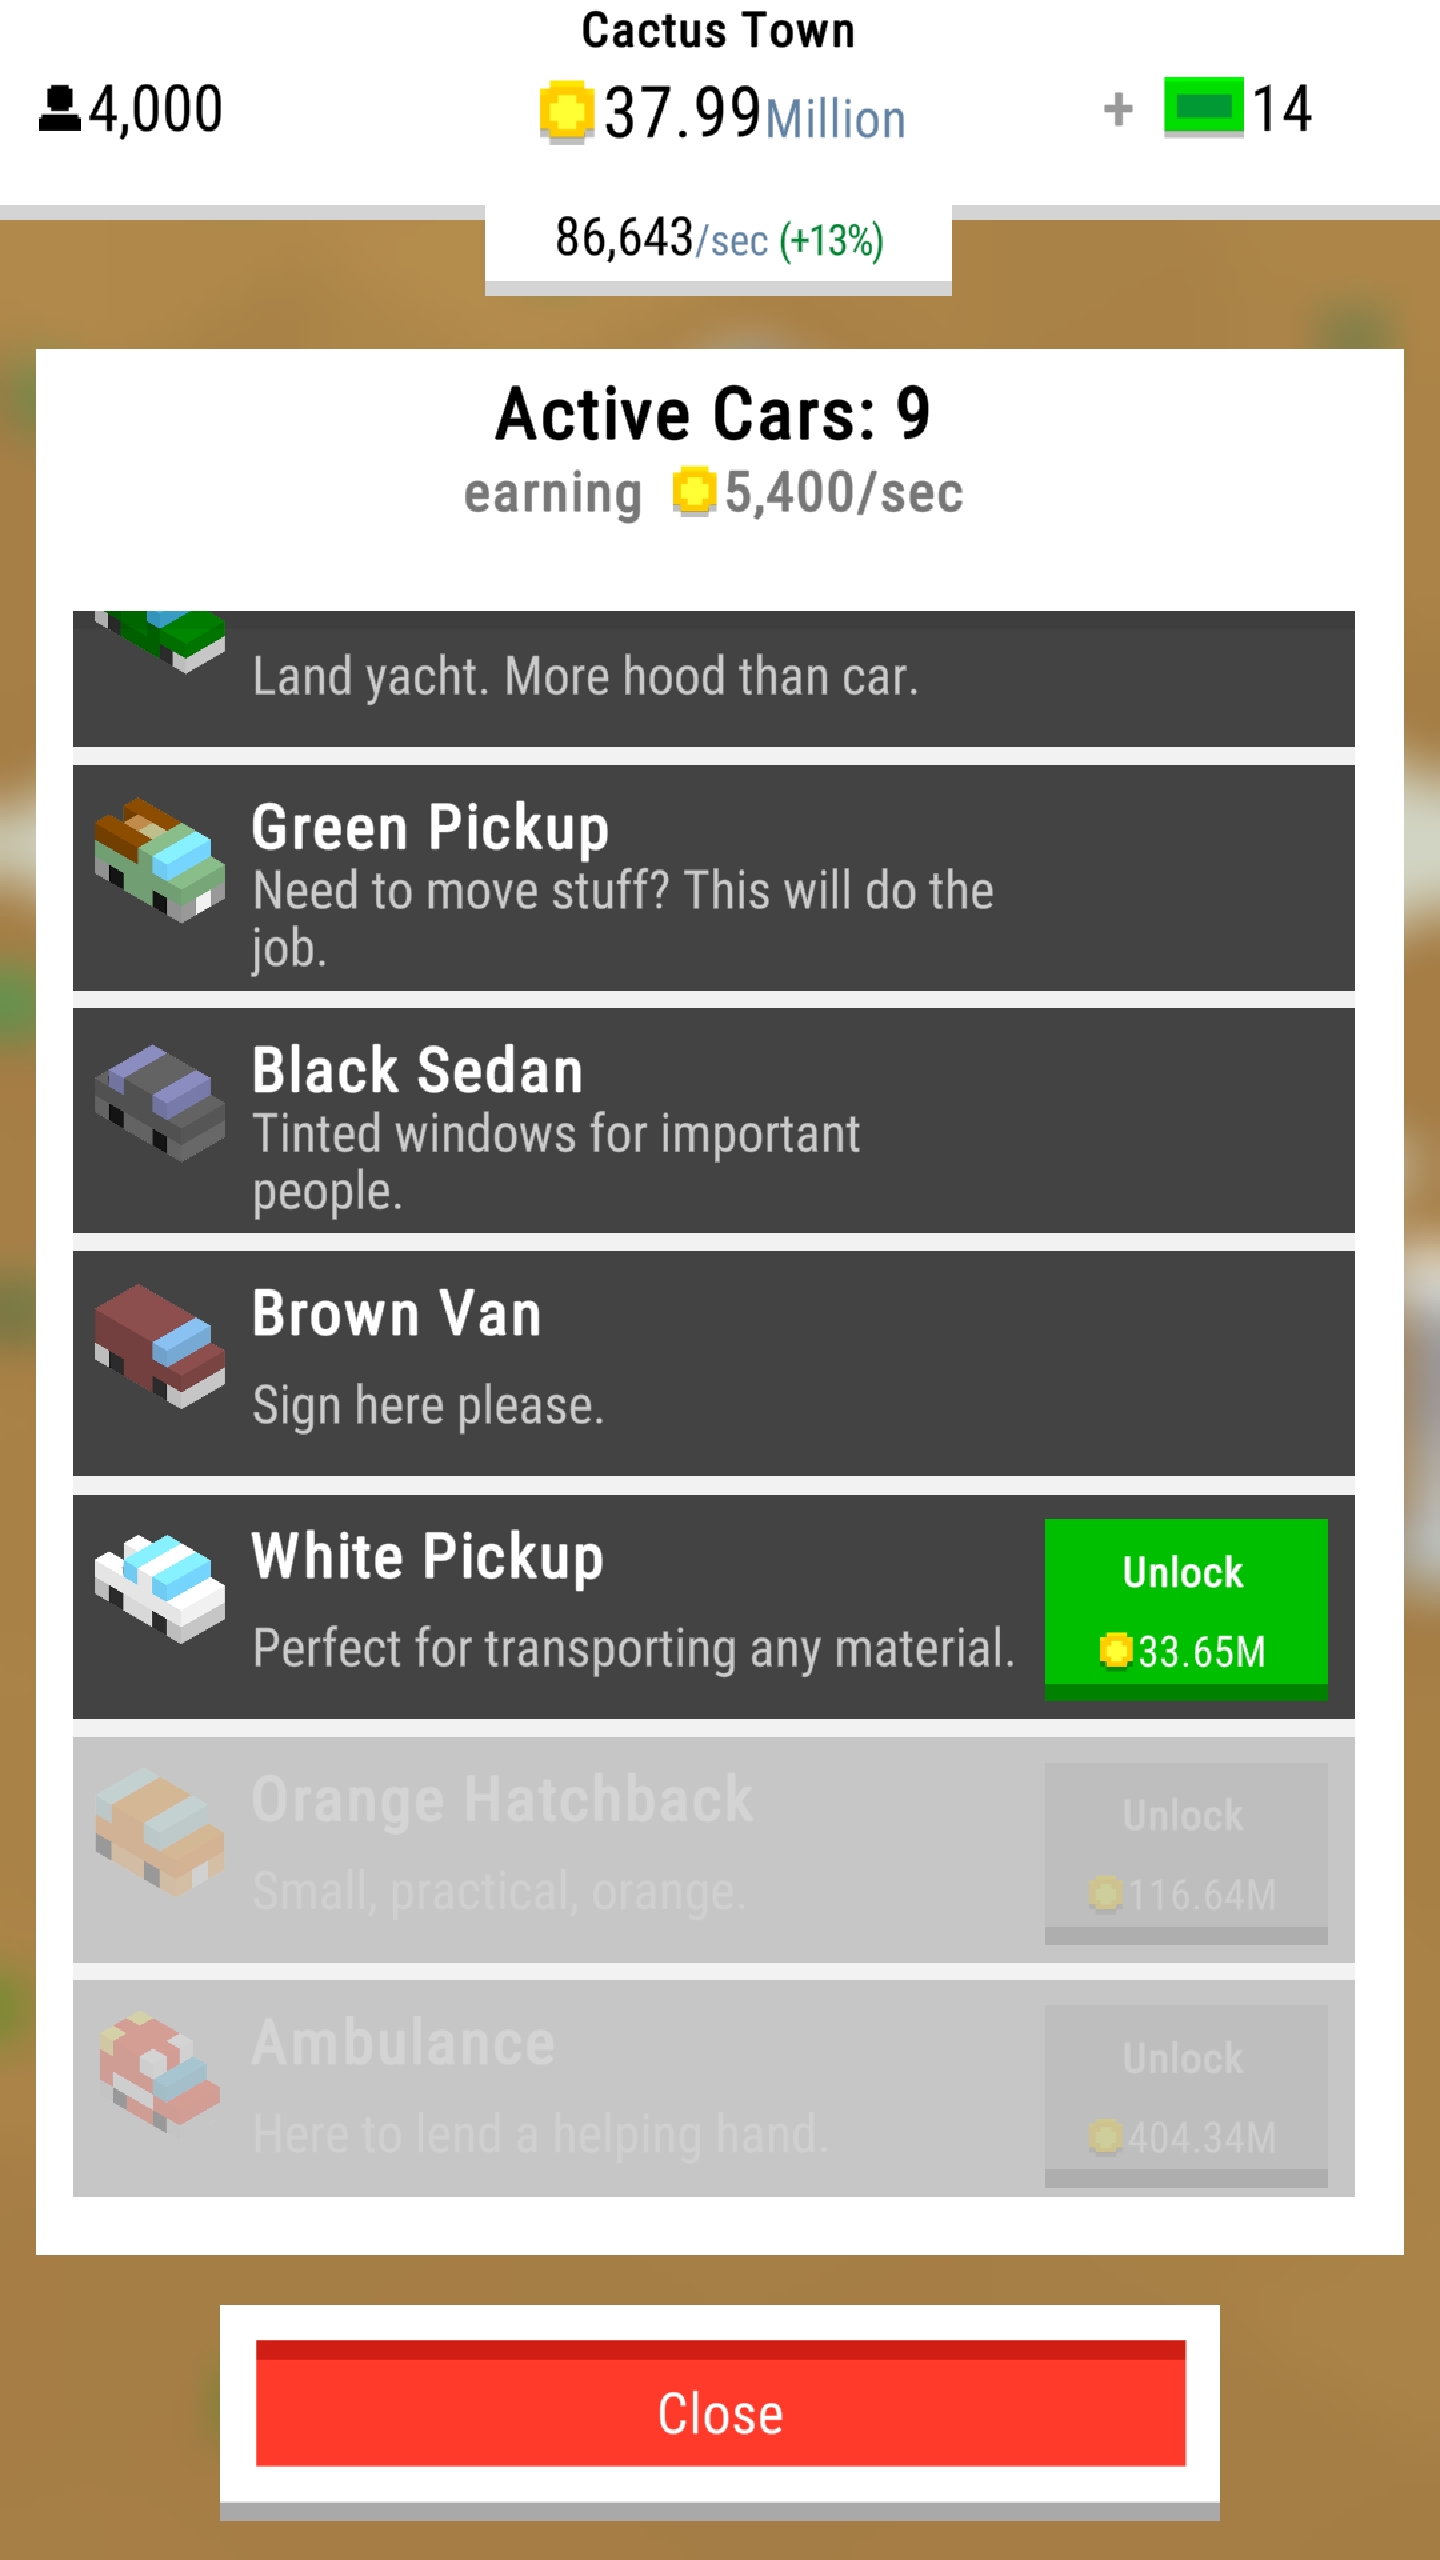 Cactus Town
4,000
37.99Million
+ 14
86,643/sec (+13%)
Active Cars: 9
earning 5,400/sec
Land yacht. More hood than car.
Green Pickup
Need to move stuff? This will do the
job.
Black Sedan
Tinted windows for important
people.
Brown Van
Sign here please.
White Pickup
Perfect for transporting any material.
Unlock
33.65M
Orange Hatchback
Small, practical, orange.
Unlock
116.64M
Ambulance
Here to lend a helping hand.
Unlock
404.34M
Close